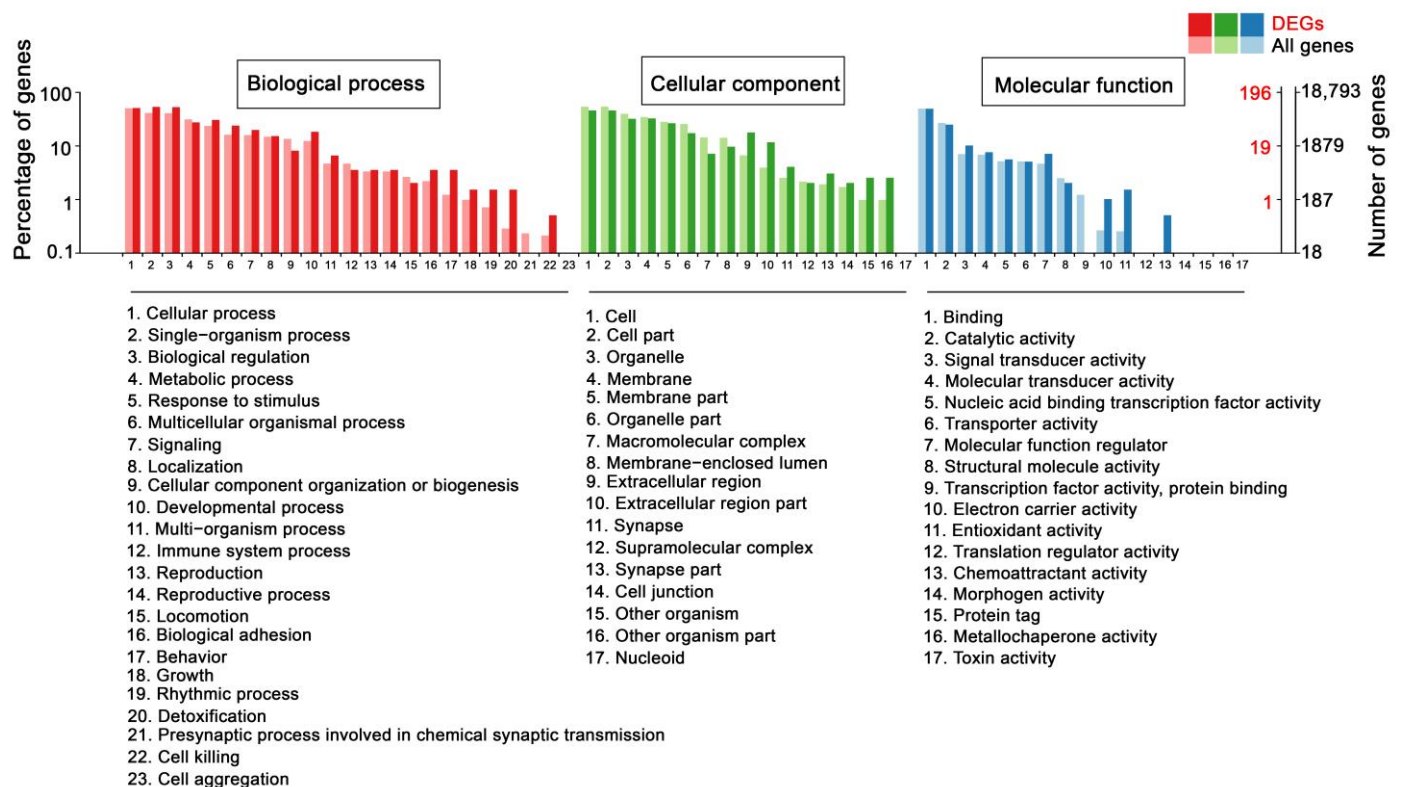 DEGs
All genes
Biological process
Cellular component
Molecular function
Percentage of genes
100
10
1
0.1
196
19
1
18,793
1879
187
18
Number of genes
1 2 3 4 5 6 7 8 9 10 11 12 13 14 15 16 17 18 19 20 21 22 23
1 2 3 4 5 6 7 8 9 10 11 12 13 14 15 16 17
1 2 3 4 5 6 7 8 9 10 11 12 13 14 15 16 17
1. Cellular process
2. Single−organism process
3. Biological regulation
4. Metabolic process
5. Response to stimulus
6. Multicellular organismal process
7. Signaling
8. Localization
9. Cellular component organization or biogenesis
10. Developmental process
11. Multi−organism process
12. Immune system process
13. Reproduction
14. Reproductive process
15. Locomotion
16. Biological adhesion
17. Behavior
18. Growth
19. Rhythmic process
20. Detoxification
21. Presynaptic process involved in chemical synaptic transmission
22. Cell killing
23. Cell aggregation
1. Cell
2. Cell part
3. Organelle
4. Membrane
5. Membrane part
6. Organelle part
7. Macromolecular complex
8. Membrane−enclosed lumen
9. Extracellular region
10. Extracellular region part
11. Synapse
12. Supramolecular complex
13. Synapse part
14. Cell junction
15. Other organism
16. Other organism part
17. Nucleoid
1. Binding
2. Catalytic activity
3. Signal transducer activity
4. Molecular transducer activity
5. Nucleic acid binding transcription factor activity
6. Transporter activity
7. Molecular function regulator
8. Structural molecule activity
9. Transcription factor activity, protein binding
10. Electron carrier activity
11. Entioxidant activity
12. Translation regulator activity
13. Chemoattractant activity
14. Morphogen activity
15. Protein tag
16. Metallochaperone activity
17. Toxin activity